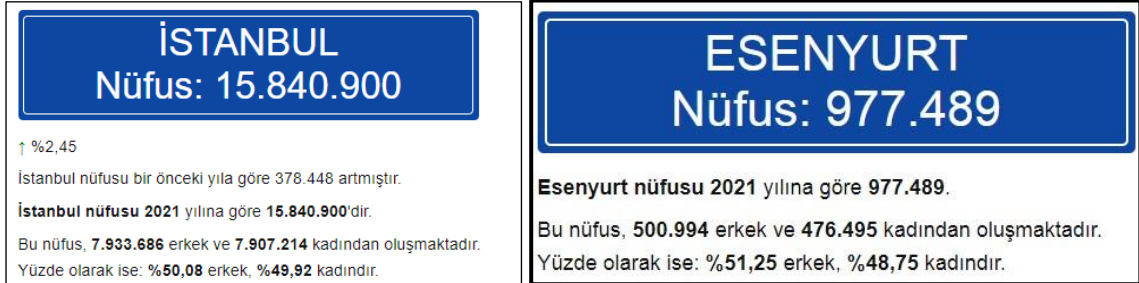 İSTANBUL
Nüfus: 15.840.900
↑ %2,45
İstanbul nüfusu bir önceki yıla göre 378.448 artmıştır.
İstanbul nüfusu 2021 yılına göre 15.840.900'dir.
Bu nüfus, 7.933.686 erkek ve 7.907.214 kadından oluşmaktadır.
Yüzde olarak ise: %50,08 erkek, %49,92 kadındır.
ESENYURT
Nüfus: 977.489
Esenyurt nüfusu 2021 yılına göre 977.489.
Bu nüfus, 500.994 erkek ve 476.495 kadından oluşmaktadır.
Yüzde olarak ise: %51,25 erkek, %48,75 kadındır.